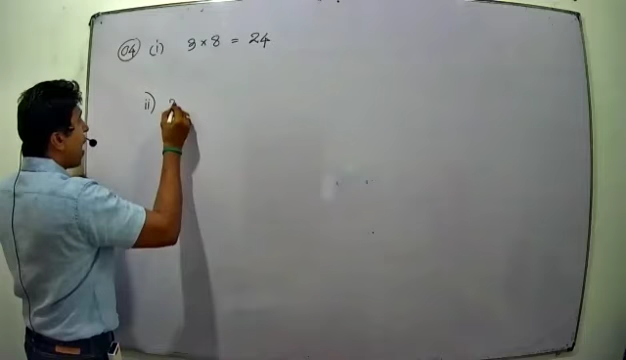 04 (i) 3 × 8 = 24
ii)